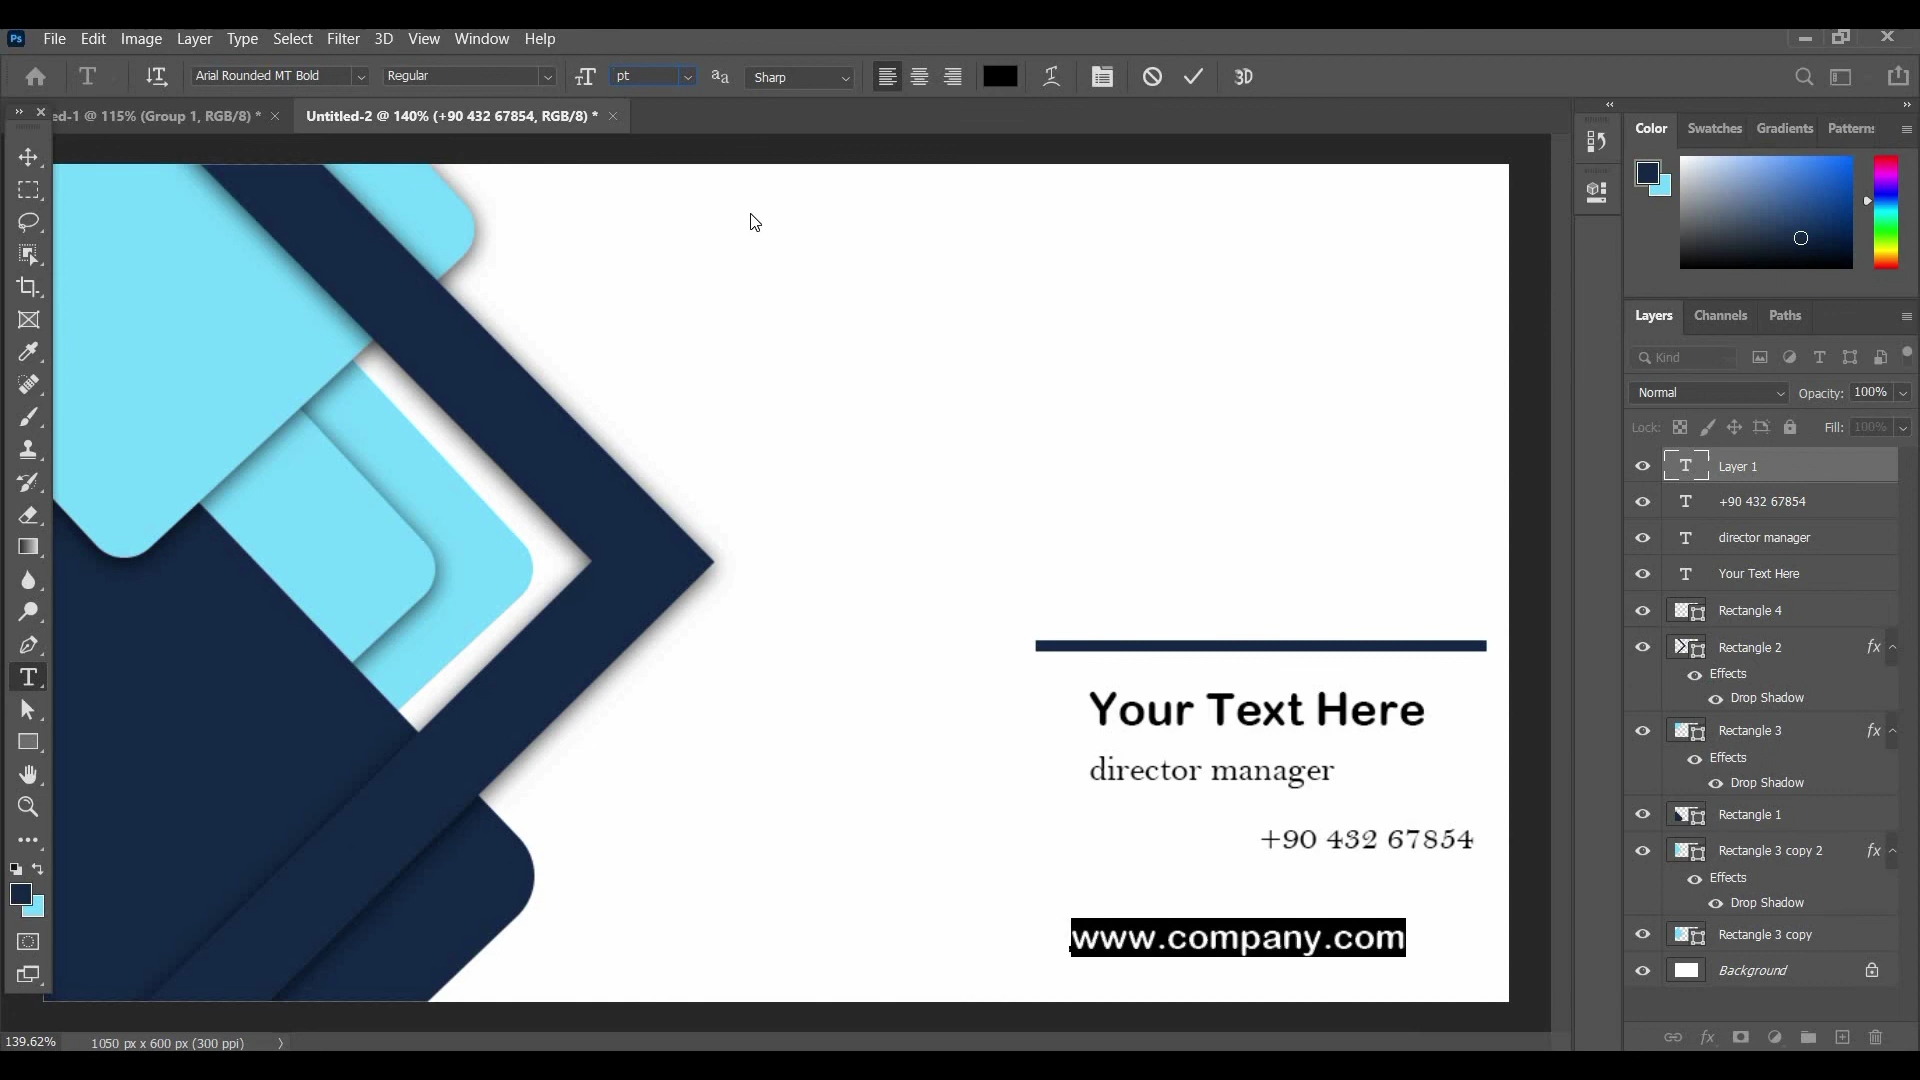 Ps File Edit Image Layer Type Select Filter 3D View Window Help
Arial Rounded MT Bold Regular pt Sharp 3D
ed-1 @ 115% (Group 1, RGB/8) * Untitled-2 @ 140% (+90 432 67854, RGB/8) *
Color Swatches Gradients Patterns
Layers Channels Paths
Kind
Normal Opacity: 100%
Lock: Fill: 100%
Layer 1
+90 432 67854
director manager
Your Text Here
Rectangle 4
Rectangle 2 fx
Effects
Drop Shadow
Rectangle 3 fx
Effects
Drop Shadow
Rectangle 1
Rectangle 3 copy 2 fx
Effects
Drop Shadow
Rectangle 3 copy
Background
Your Text Here
director manager
+90 432 67854
www.company.com
139.62% 1050 px x 600 px (300 ppi)